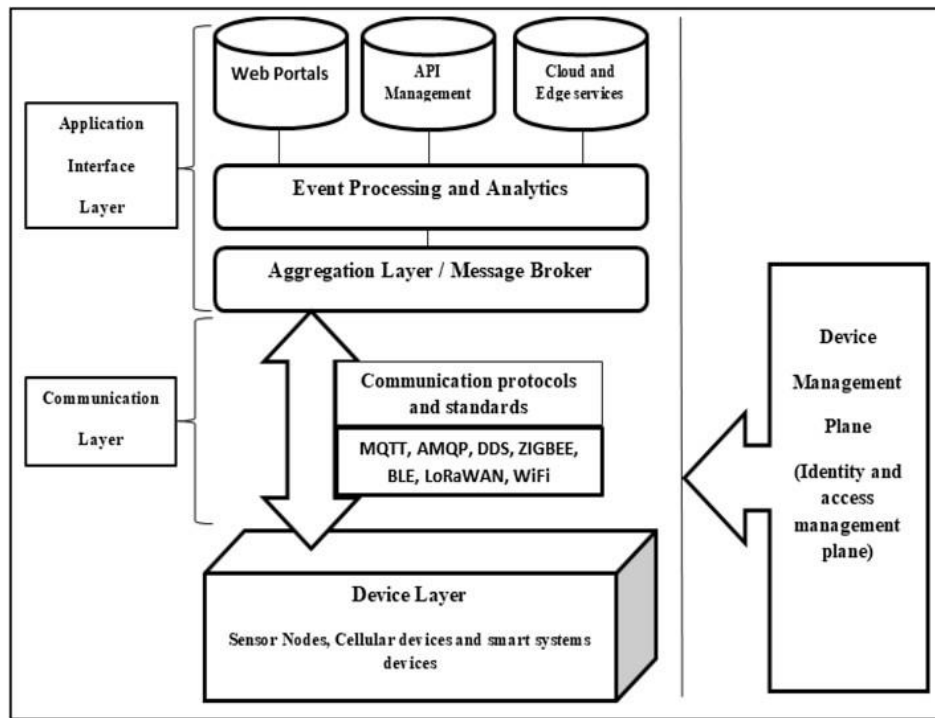 Web Portals
API
Management
Cloud and
Edge services
Application
Interface
Layer
Event Processing and Analytics
Aggregation Layer / Message Broker
Communication
Layer
Communication protocols
and standards
MQTT, AMQP, DDS, ZIGBEE,
BLE, LoRaWAN, WiFi
Device Layer
Sensor Nodes, Cellular devices and smart systems
devices
Device
Management
Plane
(Identity and
access
management
plane)